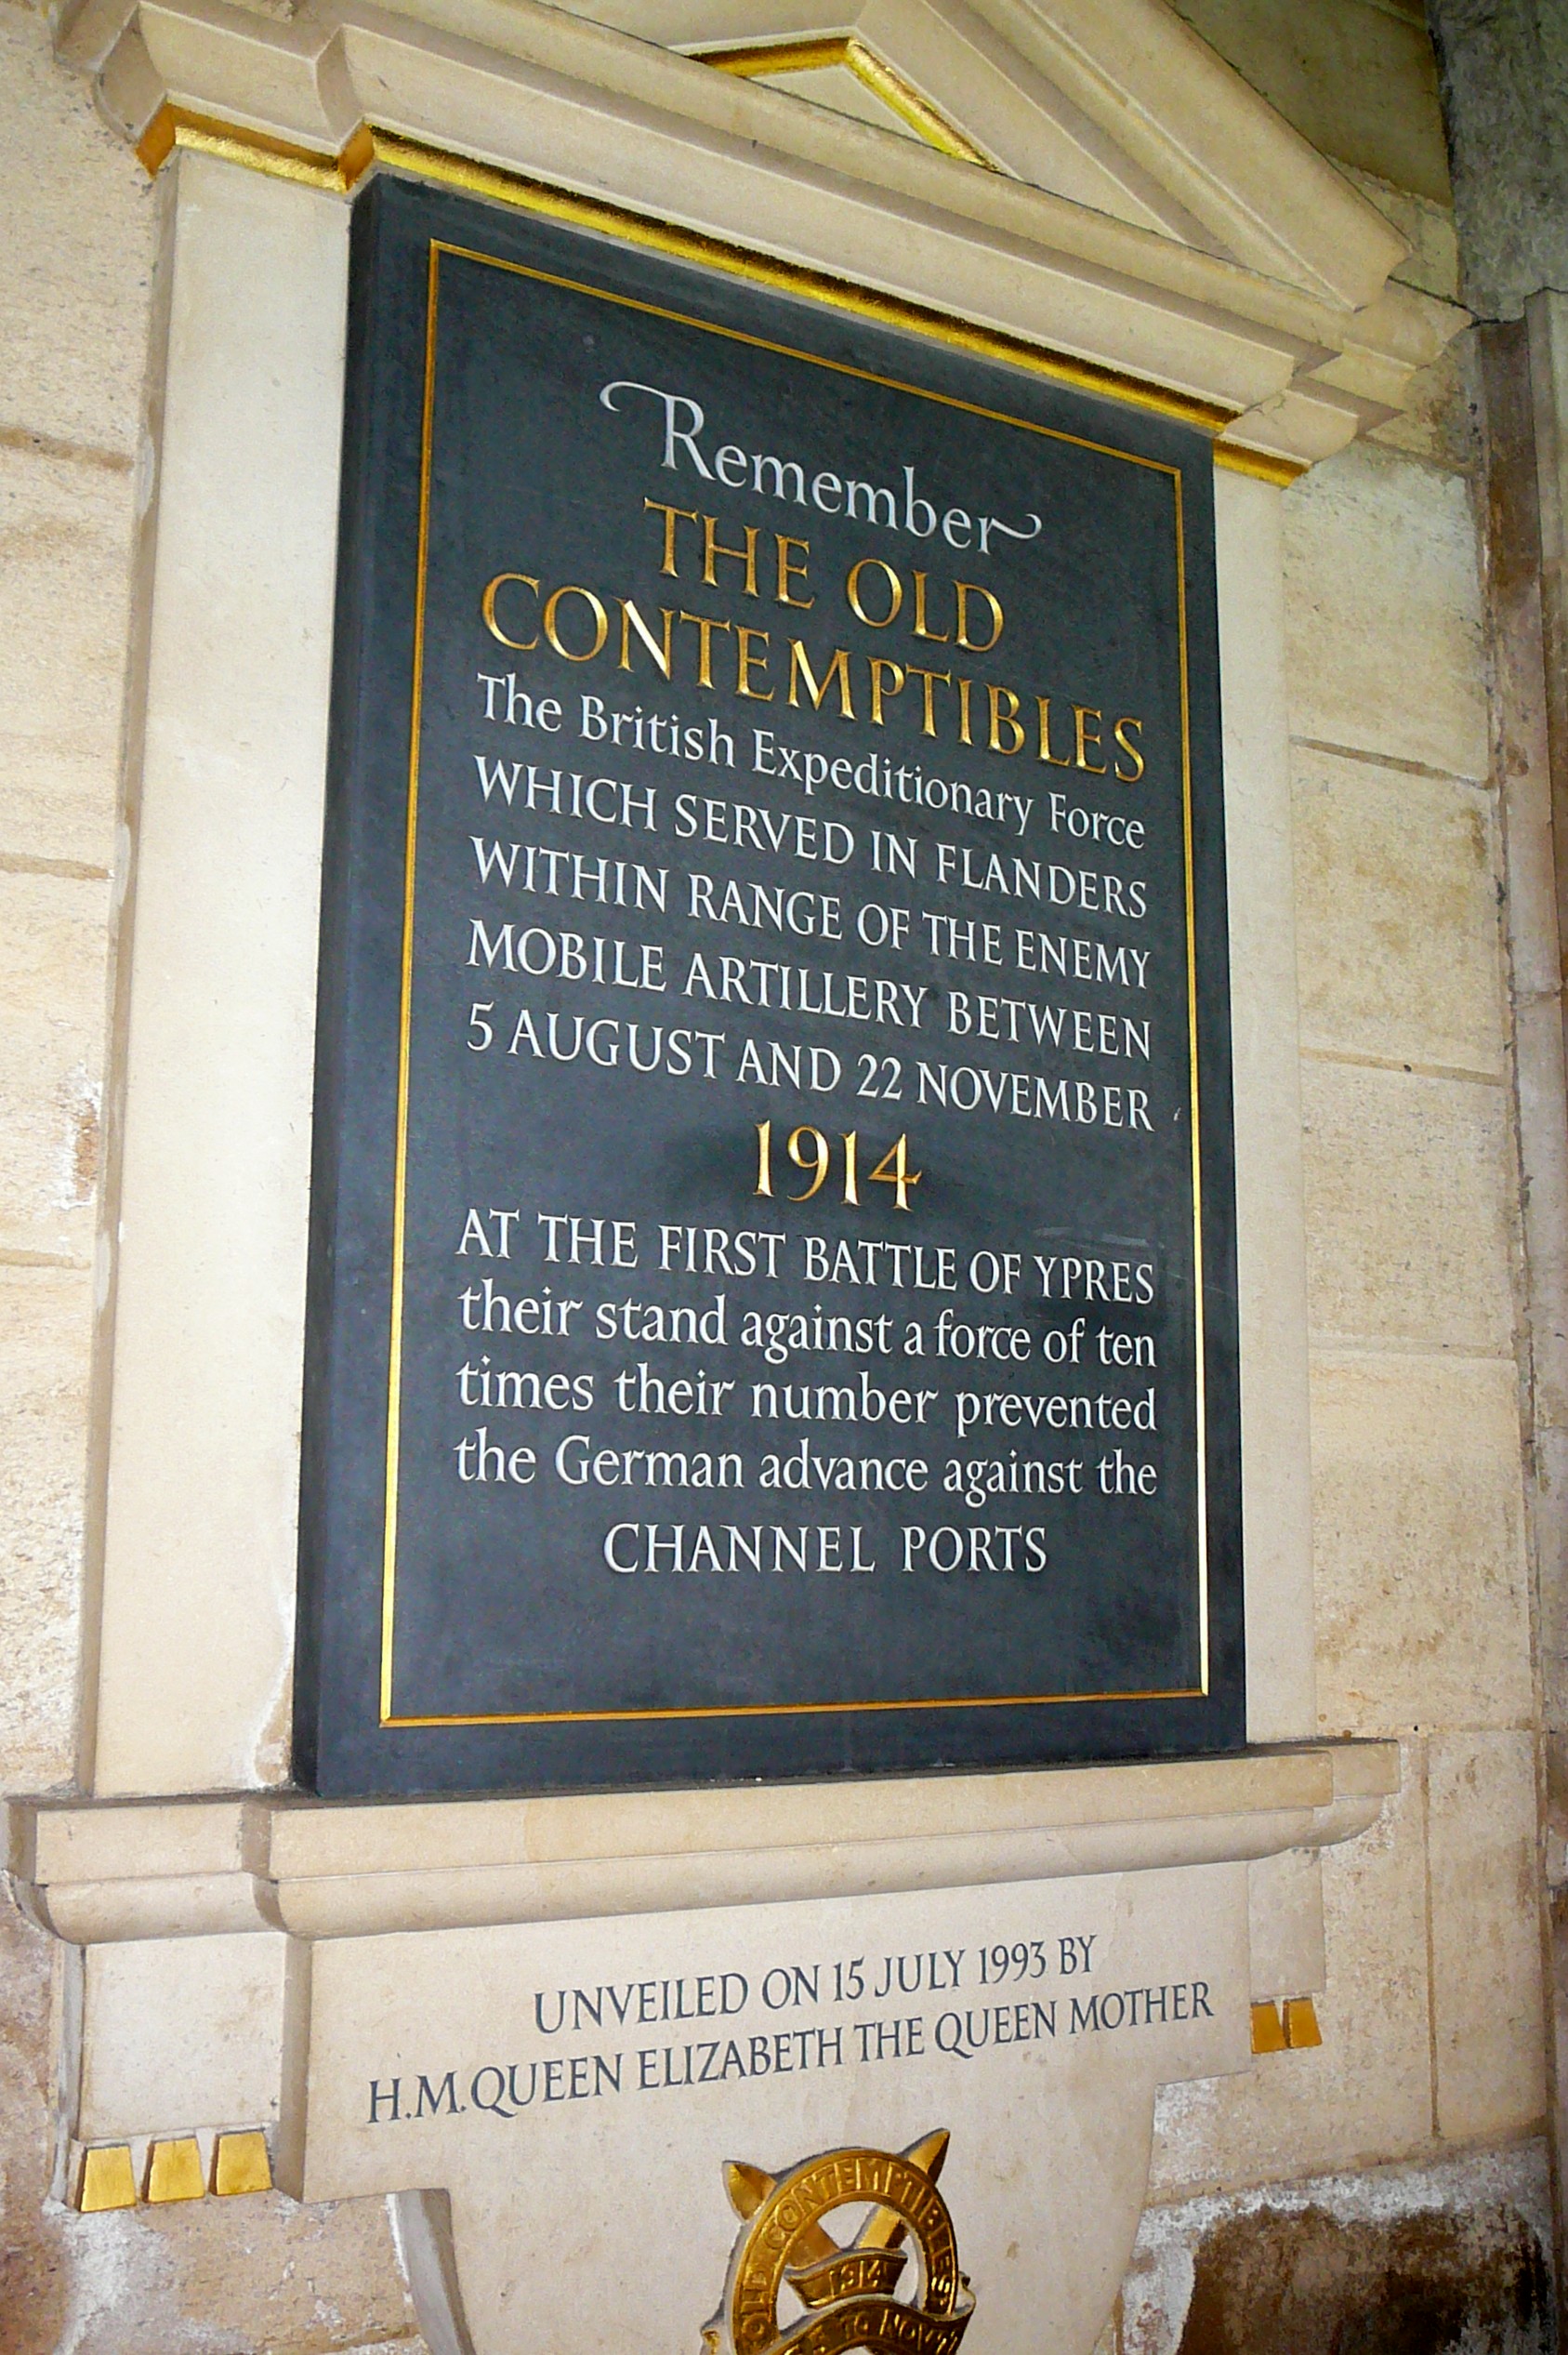 Remember
THE OLD
CONTEMPTIBLES
The British Expeditionary Force
WHICH SERVED IN FLANDERS
WITHIN RANGE OF THE ENEMY
MOBILE ARTILLERY BETWEEN
5 AUGUST AND 22 NOVEMBER
1914
AT THE FIRST BATTLE OF YPRES
their stand against a force of ten
times their number prevented
the German advance against the
CHANNEL PORTS
UNVEILED ON 15 JULY 1993 BY
H.M.QUEEN ELIZABETH THE QUEEN MOTHER
OLD CONTEMPTIBLES
1914
TO NOV